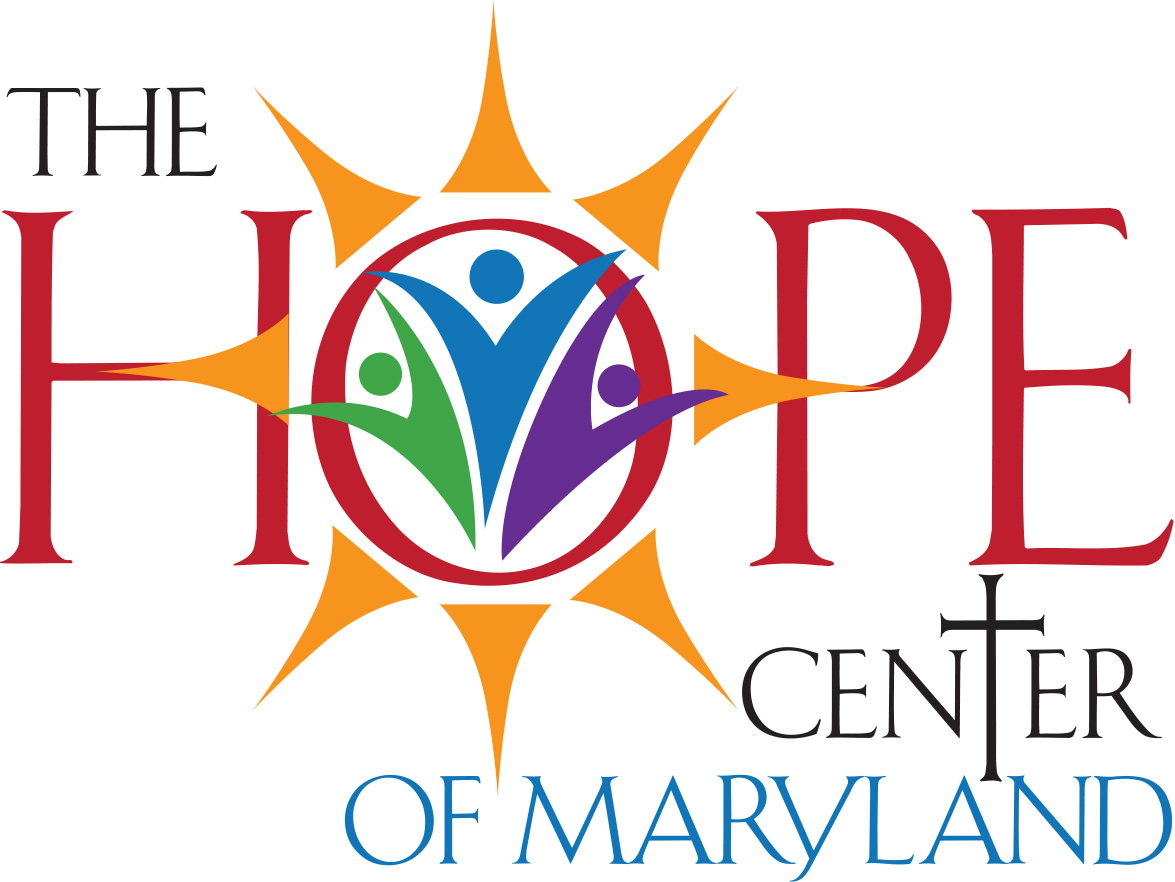 THE
HOPE
CENTER
OF MARYLAND